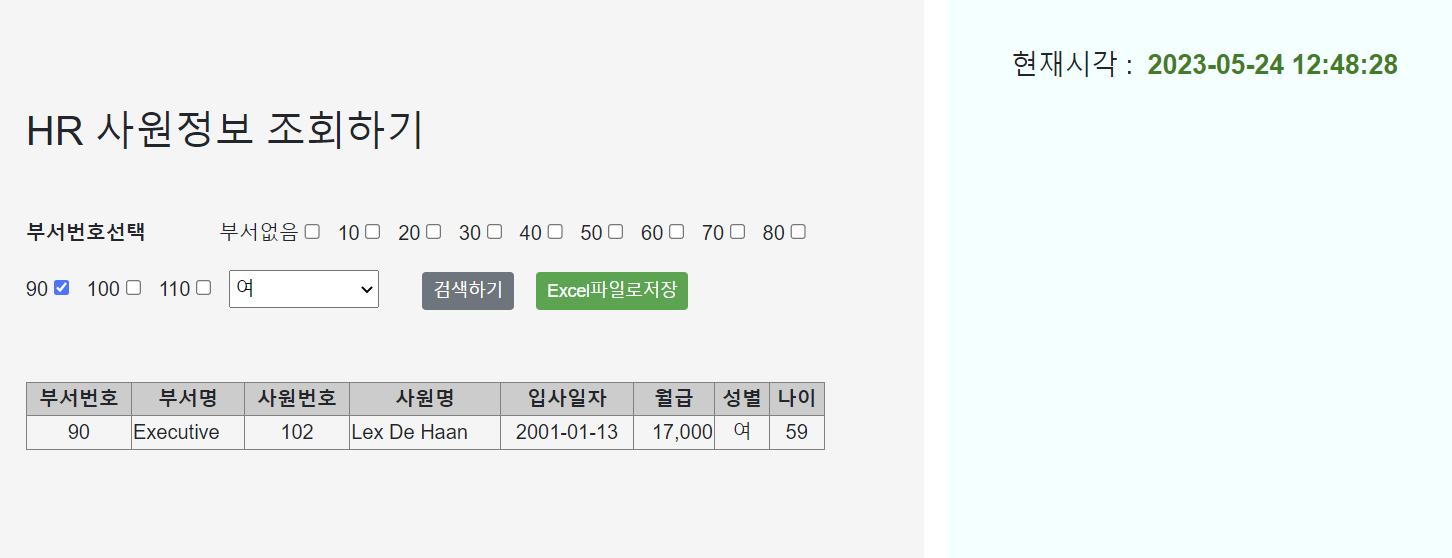 현재시각 : 2023-05-24 12:48:28
HR 사원정보 조회하기
부서번호선택 부서없음 10 20 30 40 50 60 70 80
90 100 110 여 검색하기 Excel파일로저장
부서번호 부서명 사원번호 사원명 입사일자 월급 성별 나이
90 Executive 102 Lex De Haan 2001-01-13 17,000 여 59